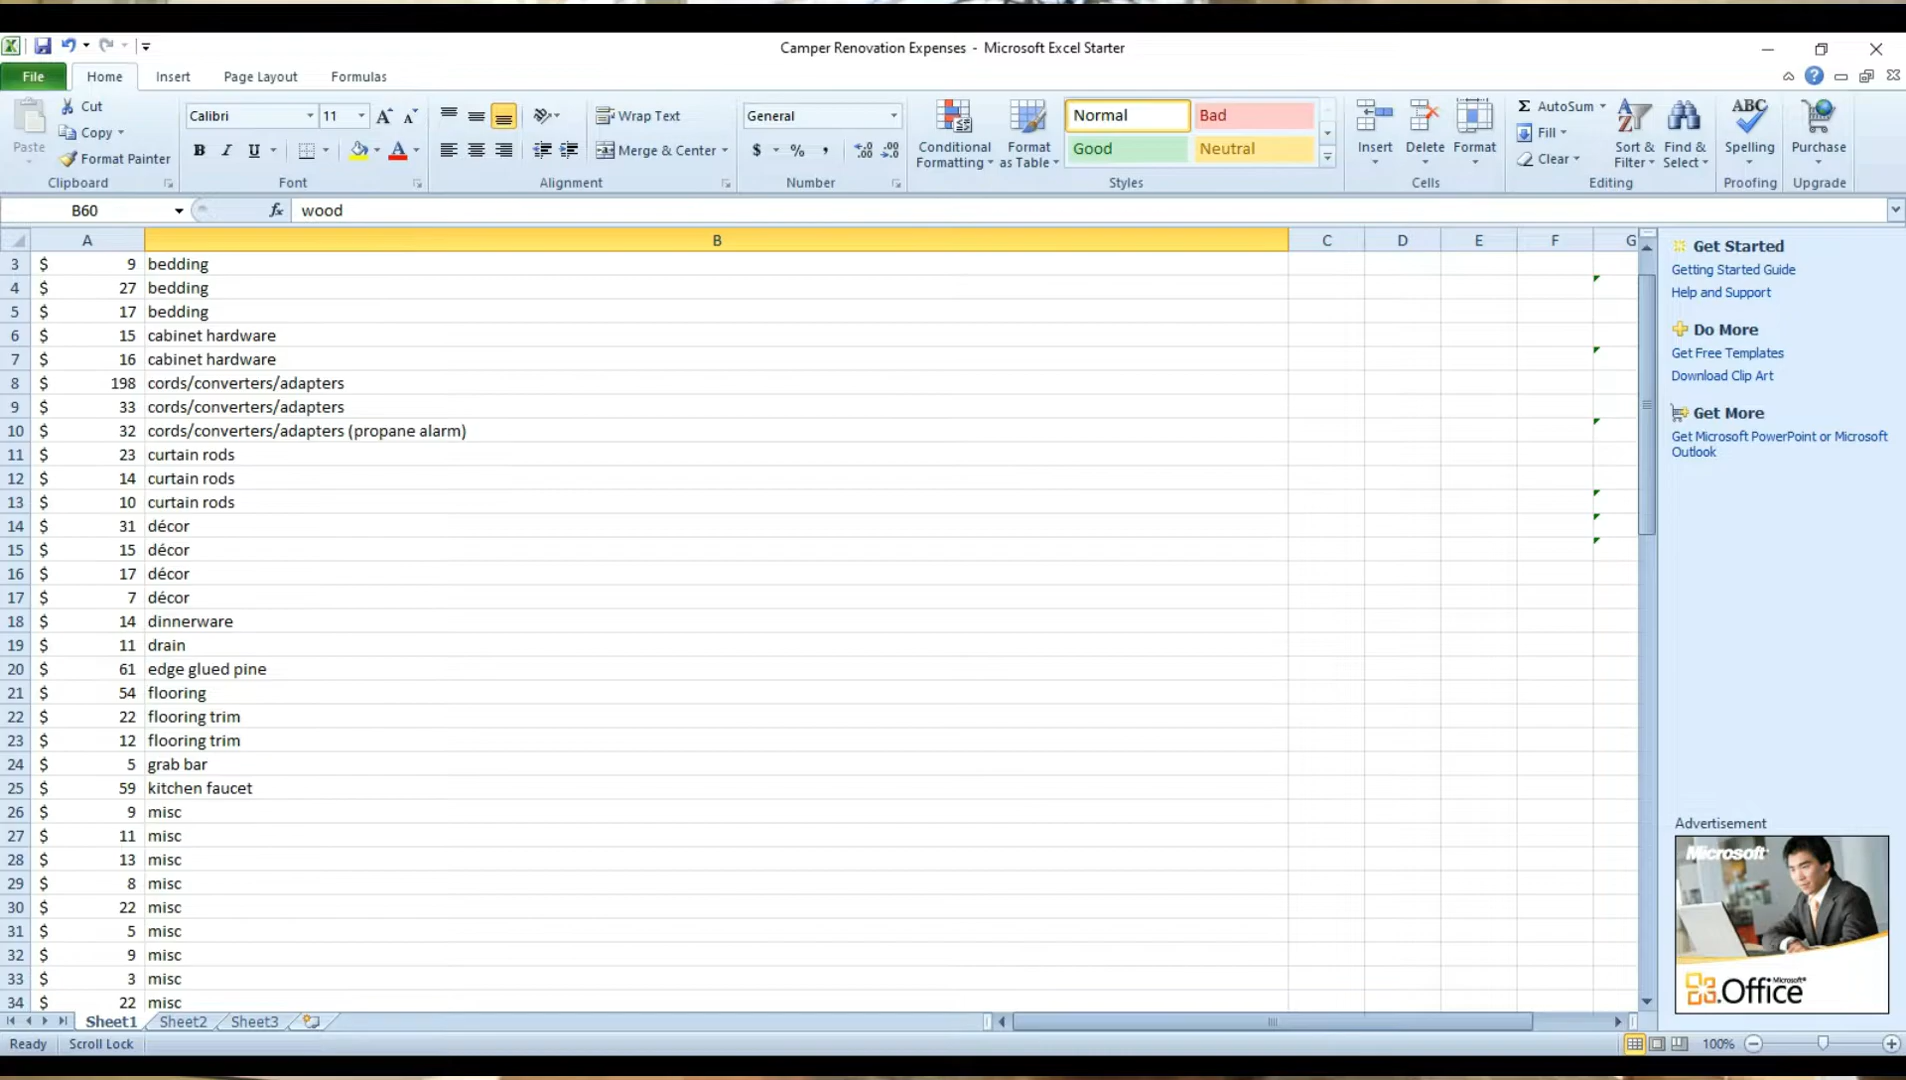 Camper Renovation Expenses - Microsoft Excel Starter
File Home Insert Page Layout Formulas
Paste
Cut
Copy
Format Painter
Clipboard
Calibri 11
B I U
Font
Wrap Text
Merge & Center
Alignment
General
$ % ,
Number
Conditional Formatting
Format as Table
Normal Bad
Good Neutral
Styles
Insert Delete Format
Cells
Σ AutoSum
Fill
Clear
Sort & Filter
Find & Select
Editing
ABC
Spelling
Proofing
Purchase
Upgrade
B60 fx wood
A B C D E F G
3 $ 9 bedding
4 $ 27 bedding
5 $ 17 bedding
6 $ 15 cabinet hardware
7 $ 16 cabinet hardware
8 $ 198 cords/converters/adapters
9 $ 33 cords/converters/adapters
10 $ 32 cords/converters/adapters (propane alarm)
11 $ 23 curtain rods
12 $ 14 curtain rods
13 $ 10 curtain rods
14 $ 31 décor
15 $ 15 décor
16 $ 17 décor
17 $ 7 décor
18 $ 14 dinnerware
19 $ 11 drain
20 $ 61 edge glued pine
21 $ 54 flooring
22 $ 22 flooring trim
23 $ 12 flooring trim
24 $ 5 grab bar
25 $ 59 kitchen faucet
26 $ 9 misc
27 $ 11 misc
28 $ 13 misc
29 $ 8 misc
30 $ 22 misc
31 $ 5 misc
32 $ 9 misc
33 $ 3 misc
34 $ 22 misc
Get Started
Getting Started Guide
Help and Support
Do More
Get Free Templates
Download Clip Art
Get More
Get Microsoft PowerPoint or Microsoft
Outlook
Advertisement
Microsoft
Microsoft
Office
Sheet1 Sheet2 Sheet3
Ready Scroll Lock 100%